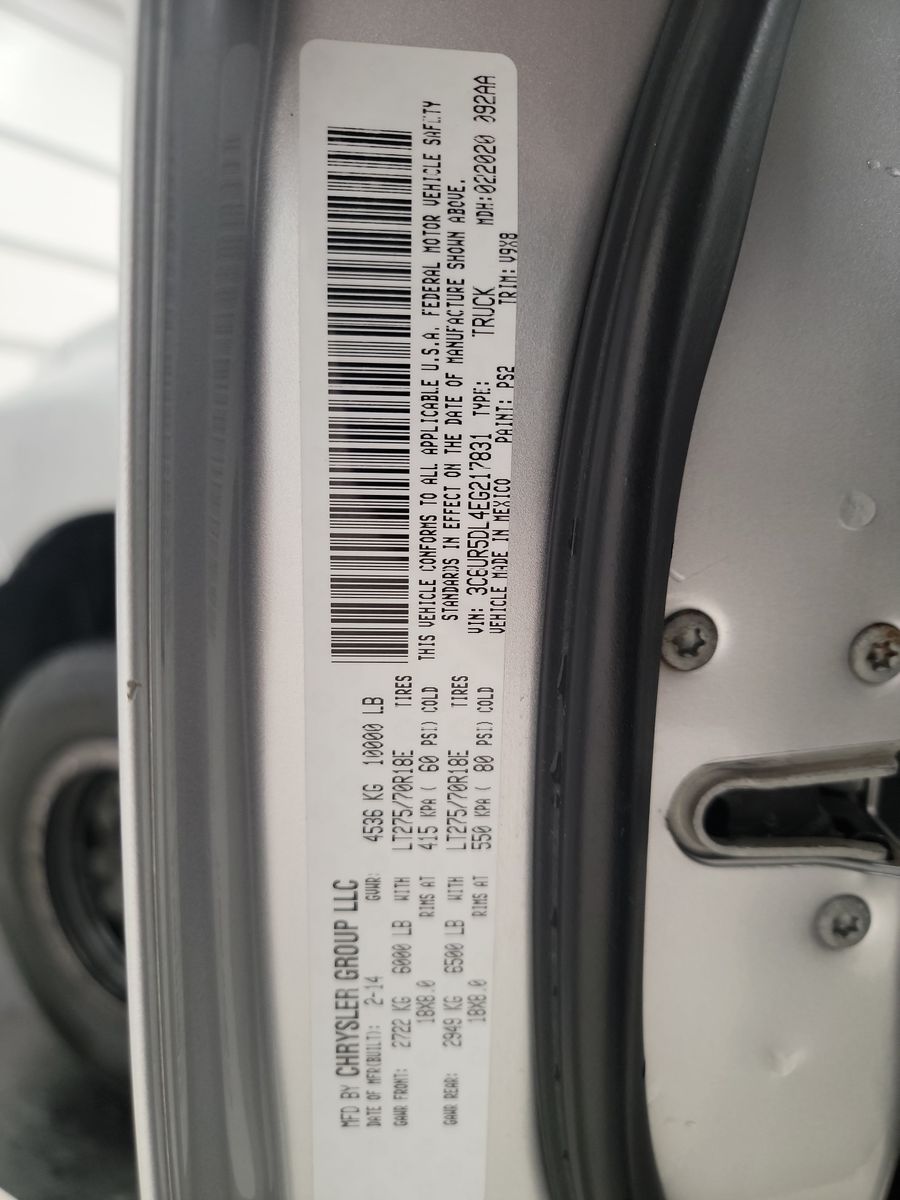 MFD BY CHRYSLER GROUP LLC
DATE OF MFR(BUILT): 2-14 GVWR: 4536 KG 10000 LB
GAWR FRONT: 2722 KG 6000 LB WITH LT275/70R18E TIRES
18X8.0 RIMS AT 415 KPA ( 60 PSI) COLD
GAWR REAR: 2949 KG 6500 LB WITH LT275/70R18E TIRES
18X8.0 RIMS AT 550 KPA ( 80 PSI) COLD
THIS VEHICLE CONFORMS TO ALL APPLICABLE U.S.A. FEDERAL MOTOR VEHICLE SAFETY
STANDARDS IN EFFECT ON THE DATE OF MANUFACTURE SHOWN ABOVE.
VIN: 3C6UR5DL4EG217831 TYPE: TRUCK MDH:022020 092AA
VEHICLE MADE IN MEXICO PAINT: PS2 TRIM: V9X8